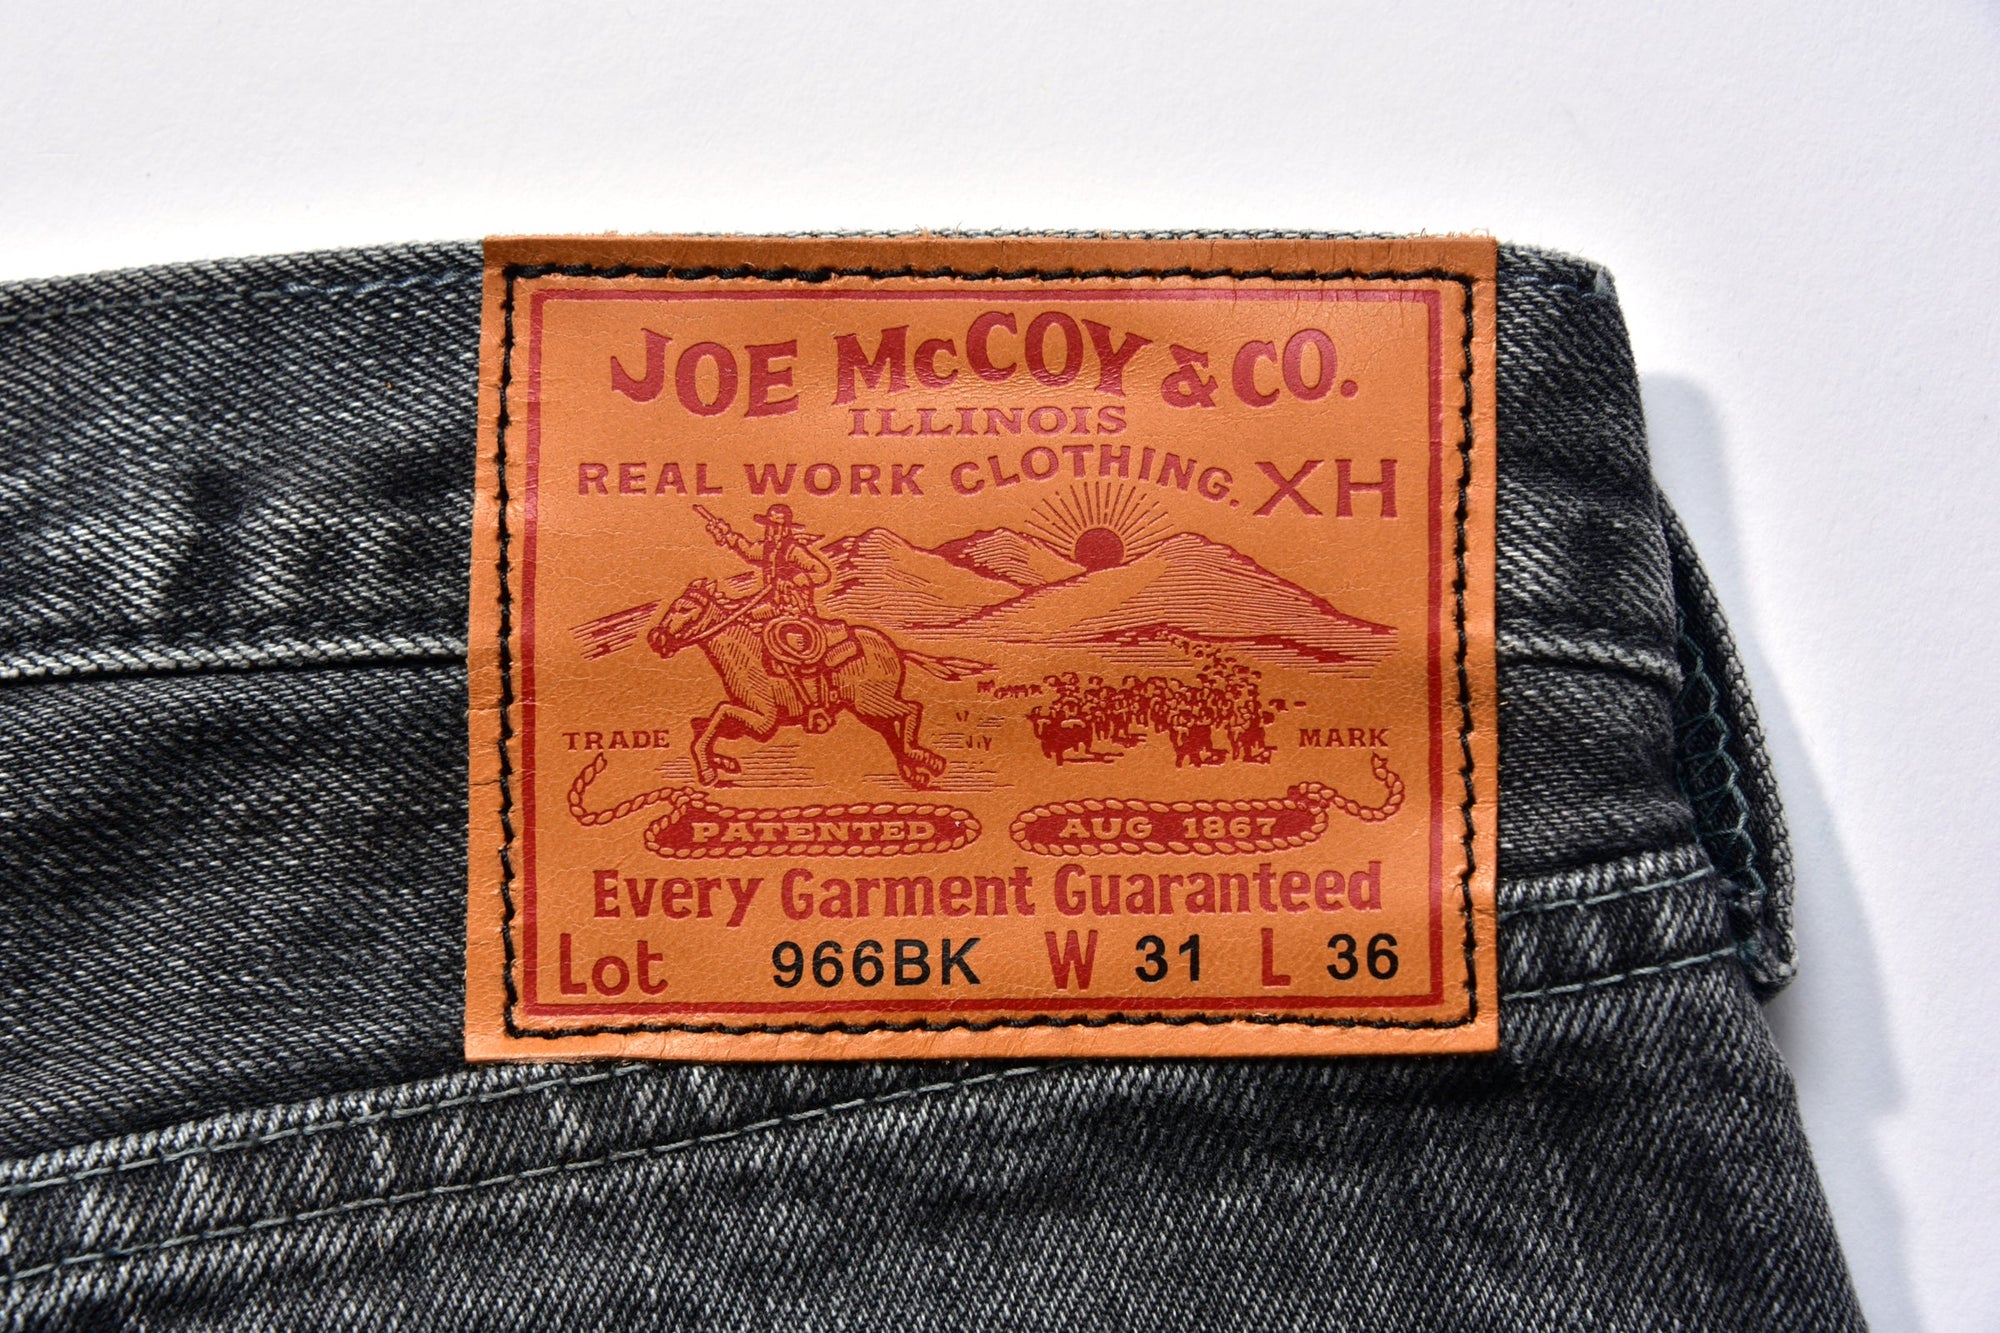 JOE McCOY & CO.
ILLINOIS
REAL WORK CLOTHING. XH
TRADE MARK
PATENTED AUG 1867
Every Garment Guaranteed
Lot 966BK W 31 L 36